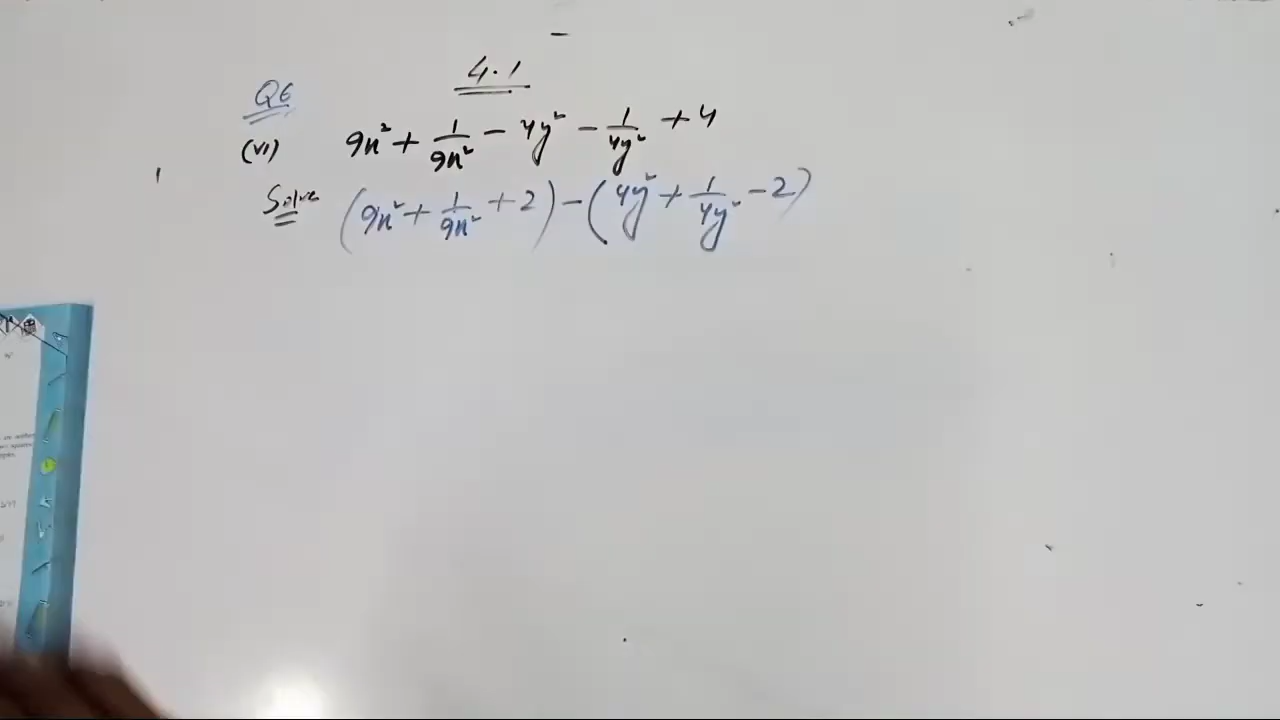 4.1
Q6
(vi) 9x² + 1/9x² - 4y² - 1/4y² + 4
Solve (9x² + 1/9x² + 2) - (4y² + 1/4y² - 2)